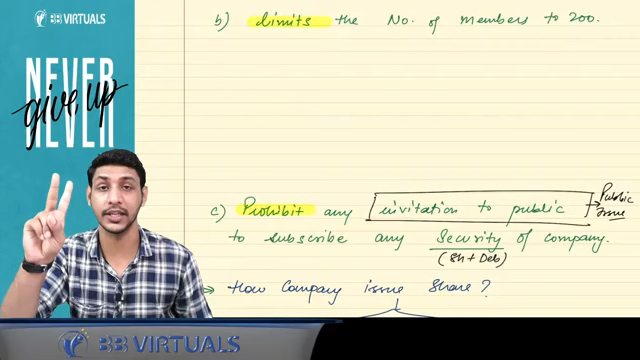 BB VIRTUALS
NEVER
give up
NEVER
b) Limits the No. of members to 200.
c) Prohibit any invitation to public → Public Issue
to subscribe any Security of company.
(Sh + Deb)
→ How Company issue Share?
BB VIRTUALS